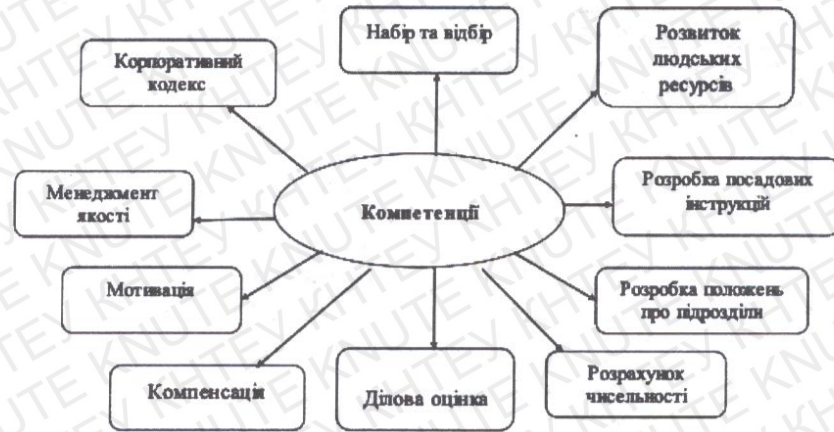 Набір та відбір
Розвиток
людських
ресурсів
Корпоративний
кодекс
Менеджмент
якості
Компетенції
Розробка посадових
інструкцій
Мотивація
Розробка положень
про підрозділи
Компенсація
Ділова оцінка
Розрахунок
чисельності